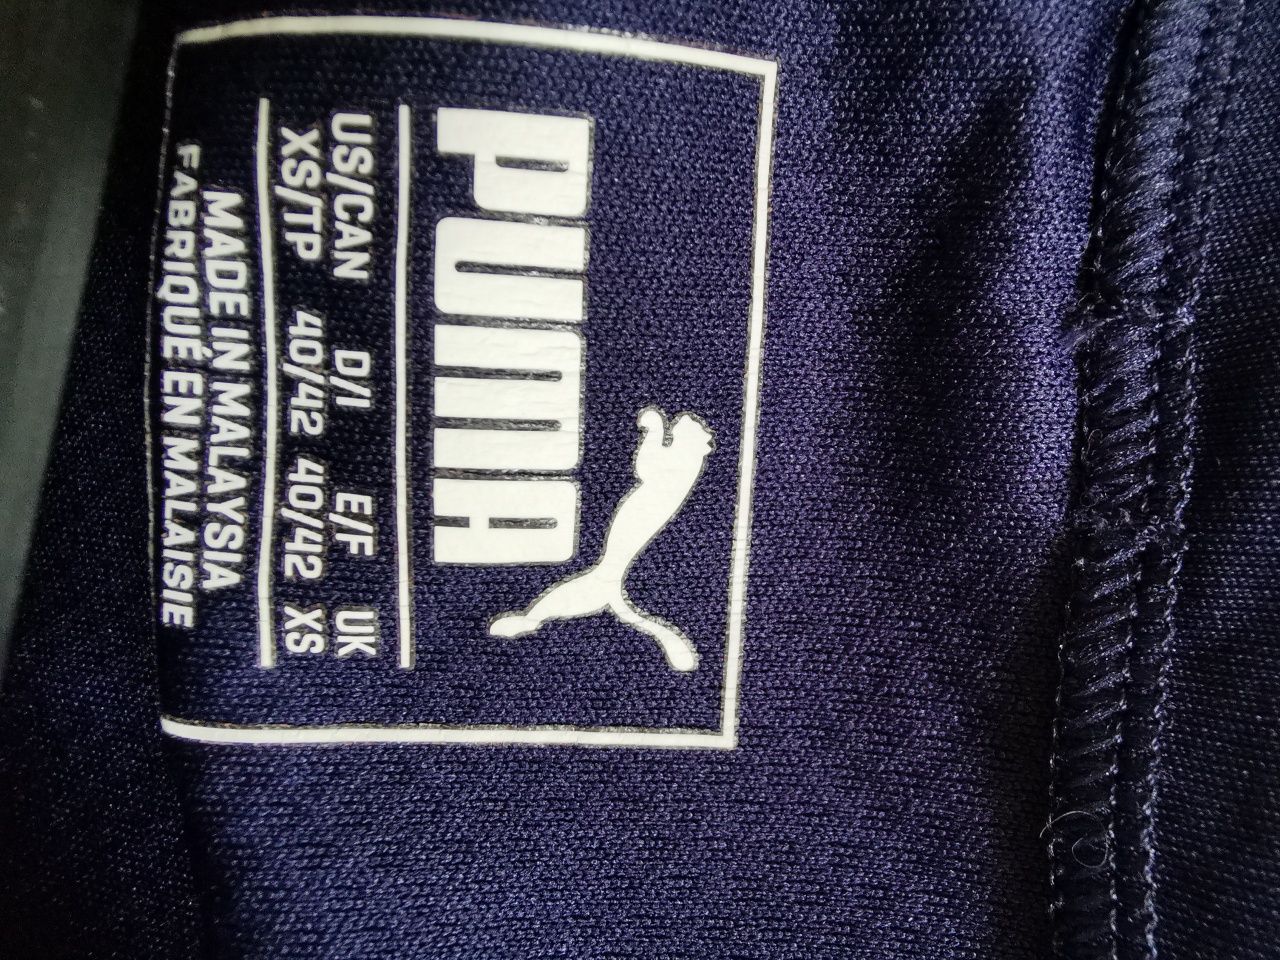 PUMA
US/CAN D/I E/F UK
XS/TP 40/42 40/42 XS
MADE IN MALAYSIA
FABRIQUÉ EN MALAISIE